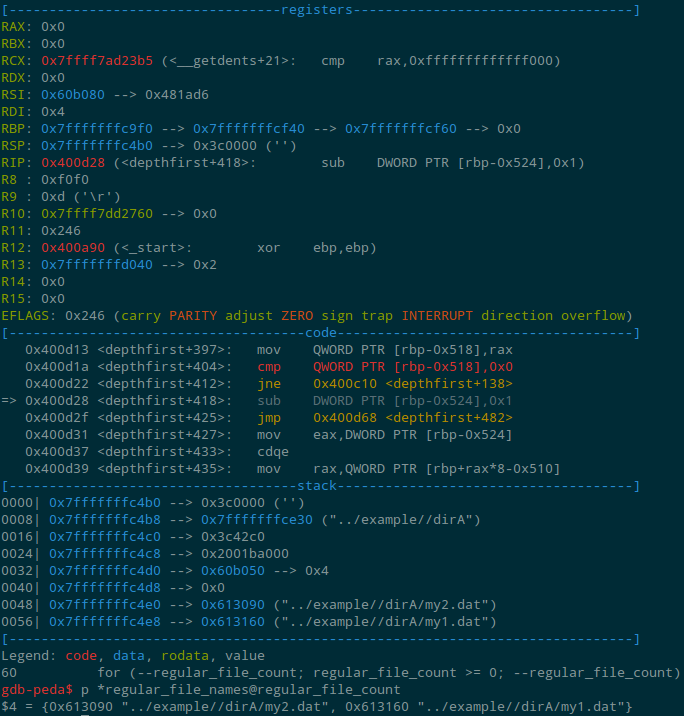 [----------------------------------registers-----------------------------------]
RAX: 0x0
RBX: 0x0
RCX: 0x7ffff7ad23b5 (<__getdents+21>:   cmp    rax,0xfffffffffffff000)
RDX: 0x0
RSI: 0x60b080 --> 0x481ad6
RDI: 0x4
RBP: 0x7fffffffc9f0 --> 0x7fffffffcf40 --> 0x7fffffffcf60 --> 0x0
RSP: 0x7fffffffc4b0 --> 0x3c0000 ('')
RIP: 0x400d28 (<depthfirst+418>:        sub    DWORD PTR [rbp-0x524],0x1)
R8 : 0xf0f0
R9 : 0xd ('\r')
R10: 0x7ffff7dd2760 --> 0x0
R11: 0x246
R12: 0x400a90 (<_start>:        xor    ebp,ebp)
R13: 0x7fffffffd040 --> 0x2
R14: 0x0
R15: 0x0
EFLAGS: 0x246 (carry PARITY adjust ZERO sign trap INTERRUPT direction overflow)
[-------------------------------------code-------------------------------------]
   0x400d13 <depthfirst+397>:   mov    QWORD PTR [rbp-0x518],rax
   0x400d1a <depthfirst+404>:   cmp    QWORD PTR [rbp-0x518],0x0
   0x400d22 <depthfirst+412>:   jne    0x400c10 <depthfirst+138>
=> 0x400d28 <depthfirst+418>:   sub    DWORD PTR [rbp-0x524],0x1
   0x400d2f <depthfirst+425>:   jmp    0x400d68 <depthfirst+482>
   0x400d31 <depthfirst+427>:   mov    eax,DWORD PTR [rbp-0x524]
   0x400d37 <depthfirst+433>:   cdqe
   0x400d39 <depthfirst+435>:   mov    rax,QWORD PTR [rbp+rax*8-0x510]
[------------------------------------stack-------------------------------------]
0000| 0x7fffffffc4b0 --> 0x3c0000 ('')
0008| 0x7fffffffc4b8 --> 0x7fffffffce30 ("../example//dirA")
0016| 0x7fffffffc4c0 --> 0x3c42c0
0024| 0x7fffffffc4c8 --> 0x2001ba000
0032| 0x7fffffffc4d0 --> 0x60b050 --> 0x4
0040| 0x7fffffffc4d8 --> 0x0
0048| 0x7fffffffc4e0 --> 0x613090 ("../example//dirA/my2.dat")
0056| 0x7fffffffc4e8 --> 0x613160 ("../example//dirA/my1.dat")
[------------------------------------------------------------------------------]
Legend: code, data, rodata, value
60          for (--regular_file_count; regular_file_count >= 0; --regular_file_count)
gdb-peda$ p *regular_file_names@regular_file_count
$4 = {0x613090 "../example//dirA/my2.dat", 0x613160 "../example//dirA/my1.dat"}